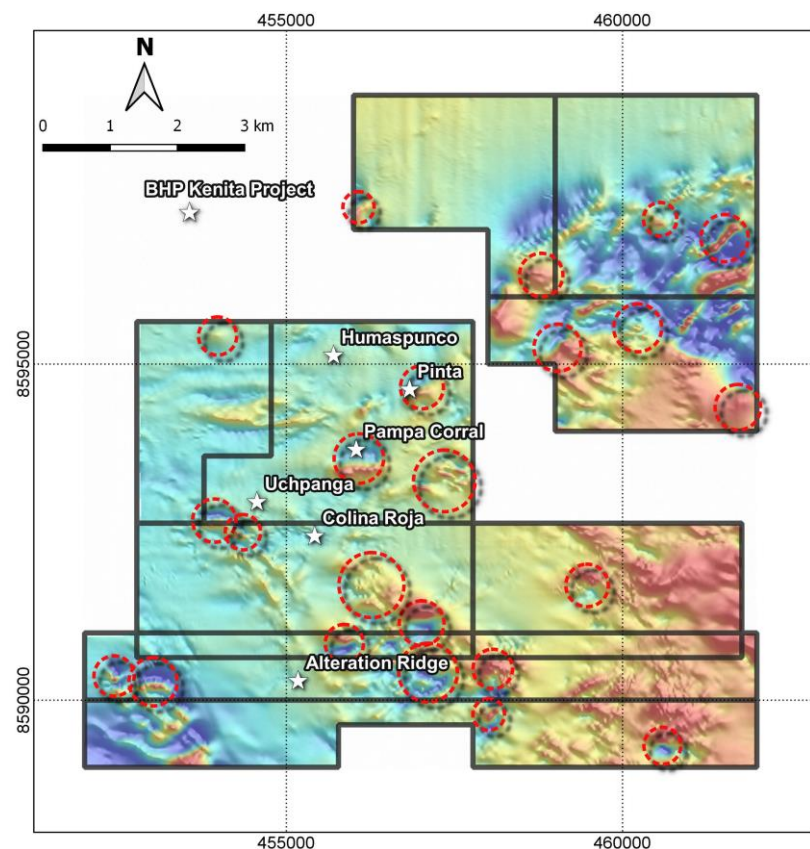 455000 460000
N
0 1 2 3 km
BHP Kenita Project
8595000
Humaspunco
Pinta
Pampa Corral
Uchpanga
Colina Roja
Alteration Ridge
8590000
455000 460000